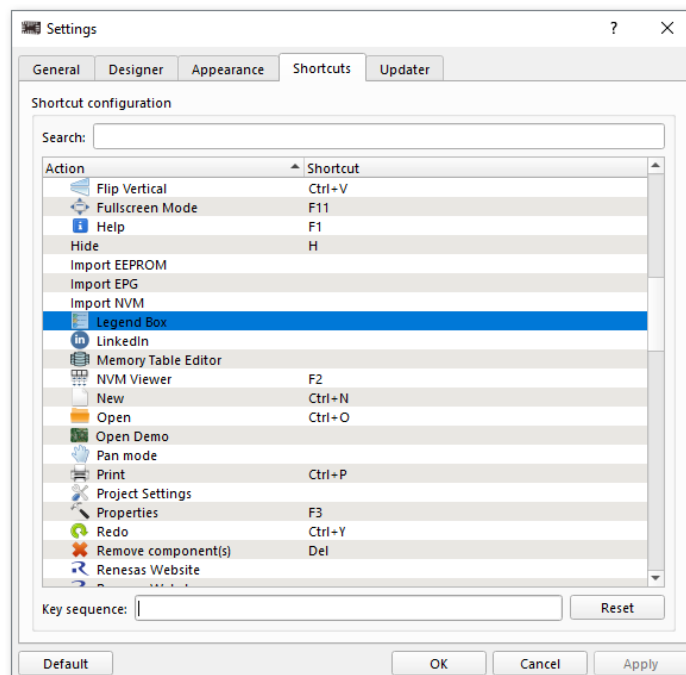 Settings
General Designer Appearance Shortcuts Updater
Shortcut configuration
Search:
Action Shortcut
Flip Vertical Ctrl+V
Fullscreen Mode F11
Help F1
Hide H
Import EEPROM
Import EPG
Import NVM
Legend Box
LinkedIn
Memory Table Editor
NVM Viewer F2
New Ctrl+N
Open Ctrl+O
Open Demo
Pan mode
Print Ctrl+P
Project Settings
Properties F3
Redo Ctrl+Y
Remove component(s) Del
Renesas Website
Key sequence: Reset
Default OK Cancel Apply